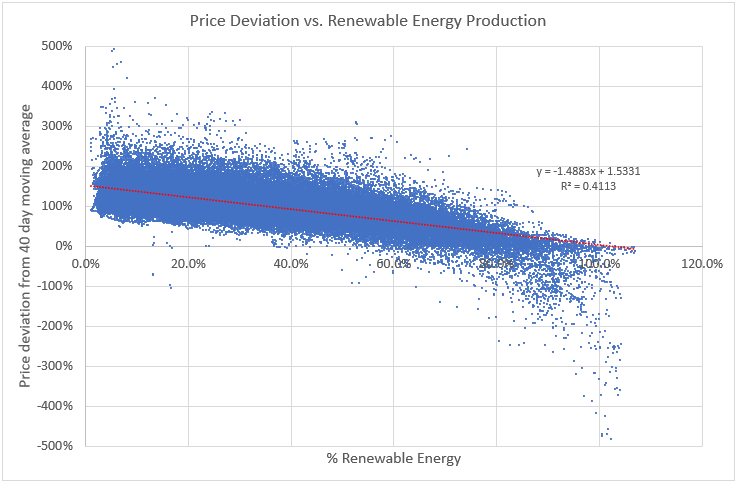 Price Deviation vs. Renewable Energy Production
Price deviation from 40 day moving average
500%
400%
300%
200%
100%
0%
-100%
-200%
-300%
-400%
-500%
y = -1.4883x + 1.5331
R² = 0.4113
0.0% 20.0% 40.0% 60.0% 80.0% 100.0% 120.0%
% Renewable Energy